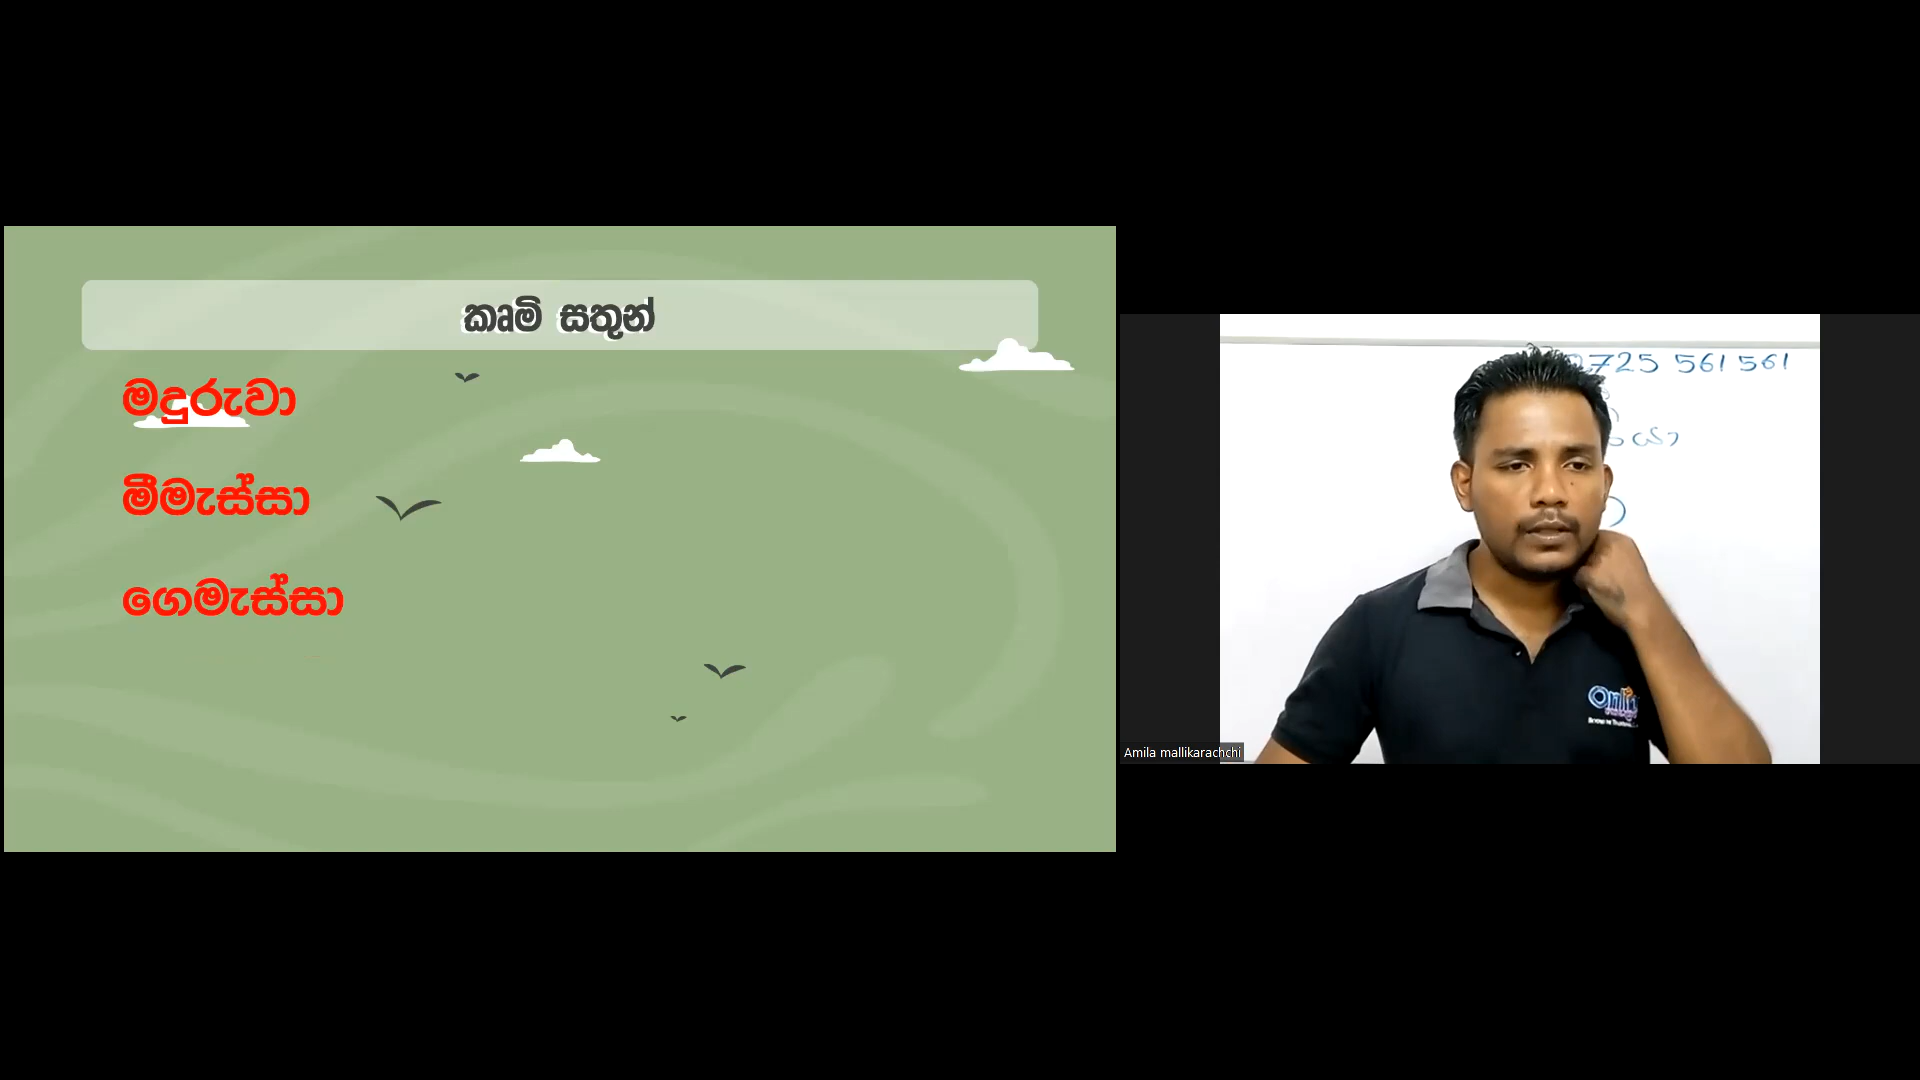 කෘමි සතුන්
මදුරුවා
මීමැස්සා
ගෙමැස්සා
725 561 561
Amila mallikarachchi